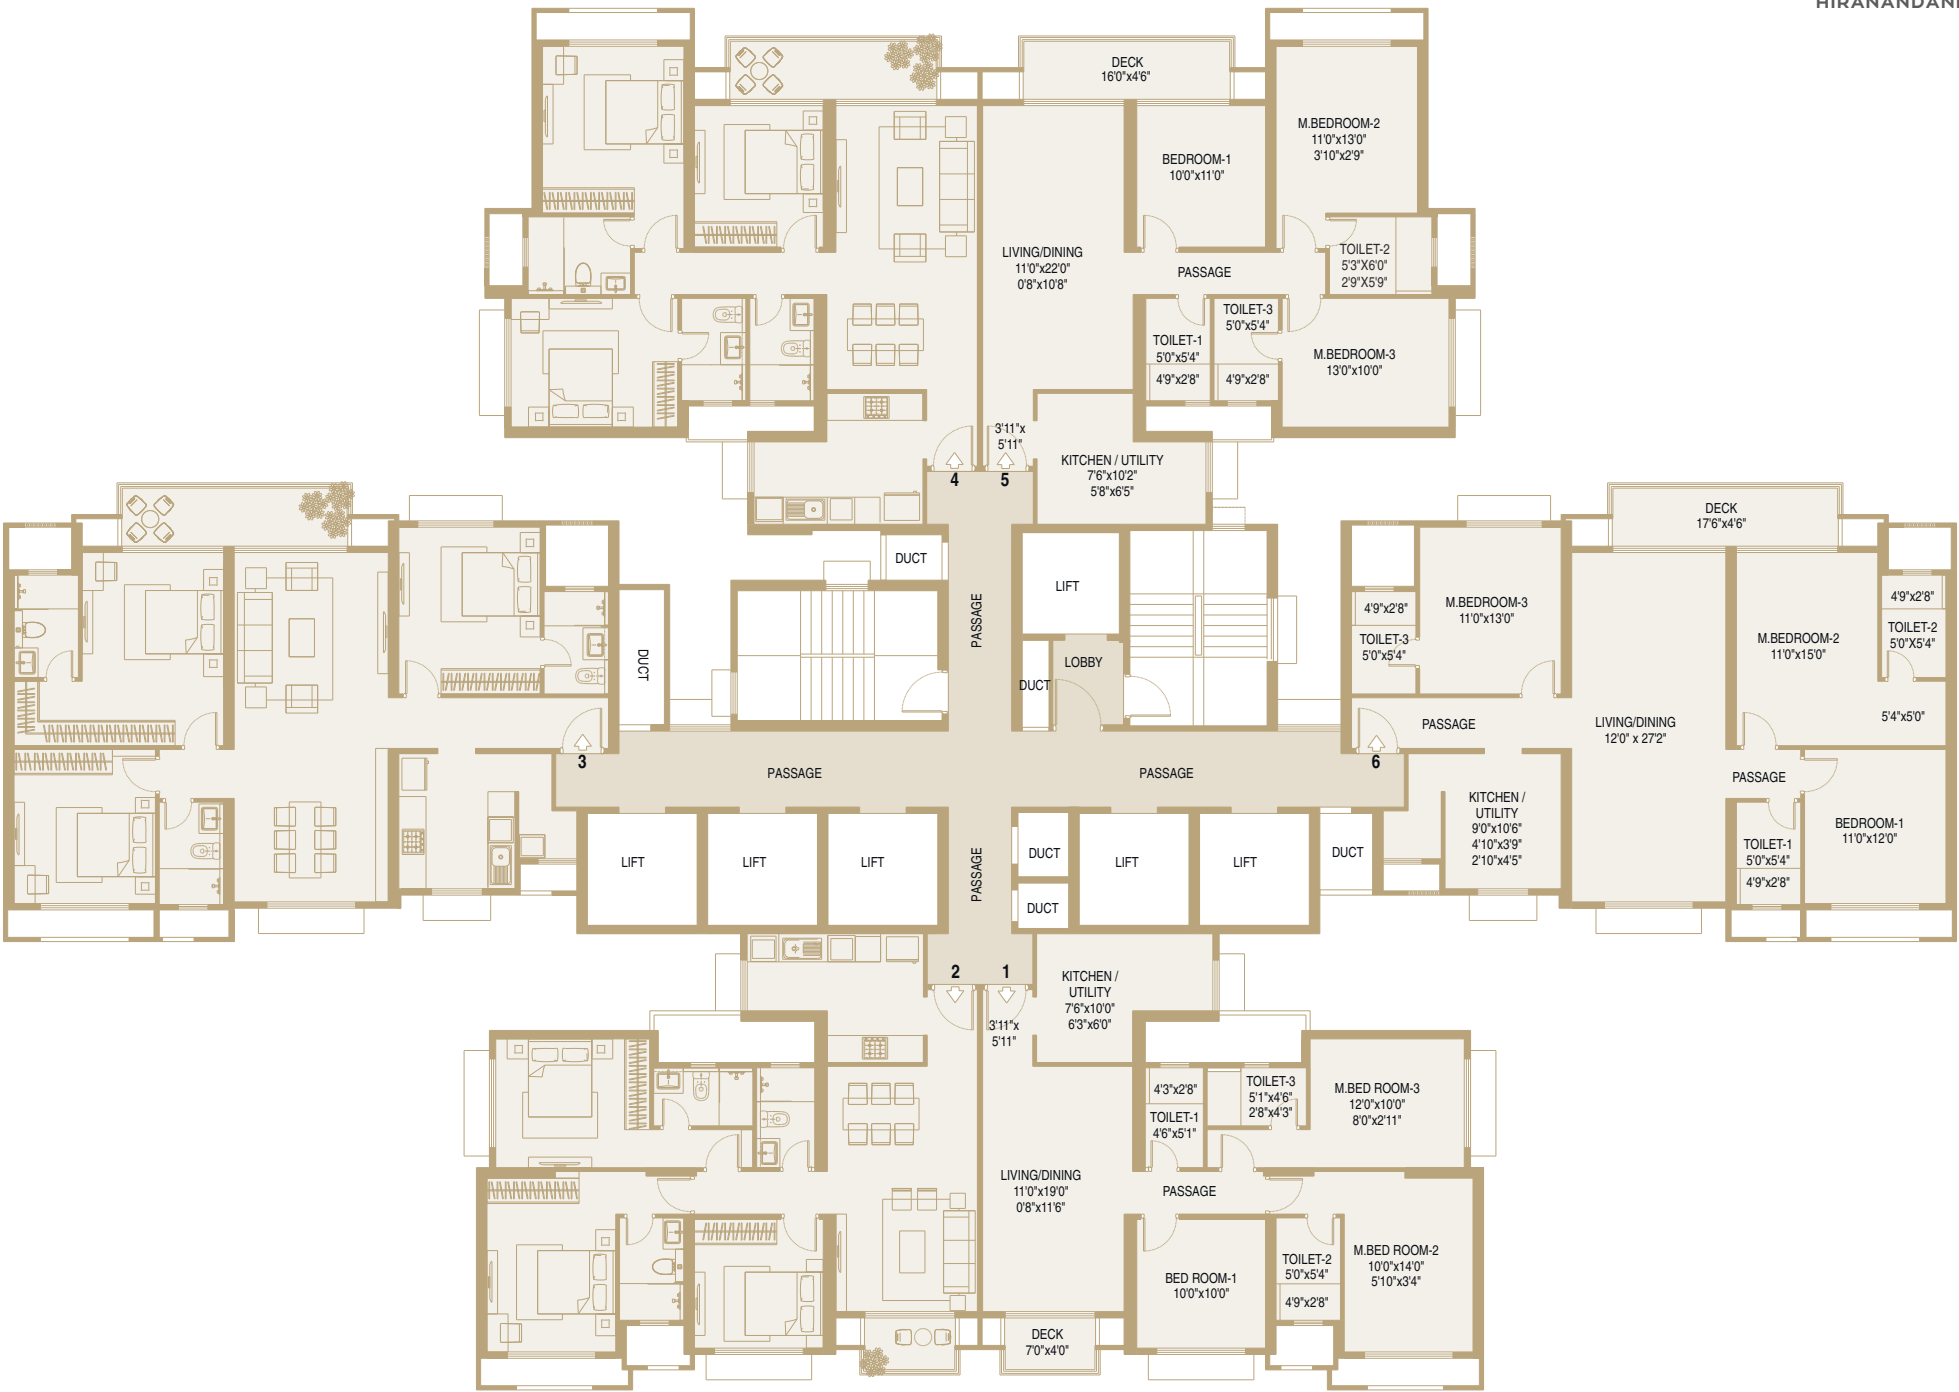 HIRANANDANI
DECK
16'0"x4'6"
M.BEDROOM-2
11'0"x13'0"
3'10"x2'9"
BEDROOM-1
10'0"x11'0"
LIVING/DINING
11'0"x22'0"
0'8"x10'8"
PASSAGE
TOILET-2
5'3"X6'0"
2'9"X5'9"
TOILET-3
5'0"x5'4"
4'9"x2'8"
TOILET-1
5'0"x5'4"
4'9"x2'8"
M.BEDROOM-3
13'0"x10'0"
3'11"x
5'11"
KITCHEN / UTILITY
7'6"x10'2"
5'8"x6'5"
4
5
DUCT
LIFT
PASSAGE
LOBBY
DUCT
DUCT
3
PASSAGE
PASSAGE
6
DECK
17'6"x4'6"
M.BEDROOM-3
11'0"x13'0"
4'9"x2'8"
TOILET-3
5'0"x5'4"
M.BEDROOM-2
11'0"x15'0"
4'9"x2'8"
TOILET-2
5'0"X5'4"
5'4"x5'0"
PASSAGE
LIVING/DINING
12'0" x 27'2"
PASSAGE
KITCHEN /
UTILITY
9'0"x10'6"
4'10"x3'9"
2'10"x4'5"
TOILET-1
5'0"x5'4"
4'9"x2'8"
BEDROOM-1
11'0"x12'0"
LIFT
LIFT
LIFT
PASSAGE
DUCT
DUCT
LIFT
LIFT
DUCT
2
1
KITCHEN /
UTILITY
7'6"x10'0"
6'3"x6'0"
3'11"x
5'11"
4'3"x2'8"
TOILET-1
4'6"x5'1"
TOILET-3
5'1"x4'6"
2'8"x4'3"
M.BED ROOM-3
12'0"x10'0"
8'0"x2'11"
LIVING/DINING
11'0"x19'0"
0'8"x11'6"
PASSAGE
BED ROOM-1
10'0"x10'0"
TOILET-2
5'0"x5'4"
4'9"x2'8"
M.BED ROOM-2
10'0"x14'0"
5'10"x3'4"
DECK
7'0"x4'0"